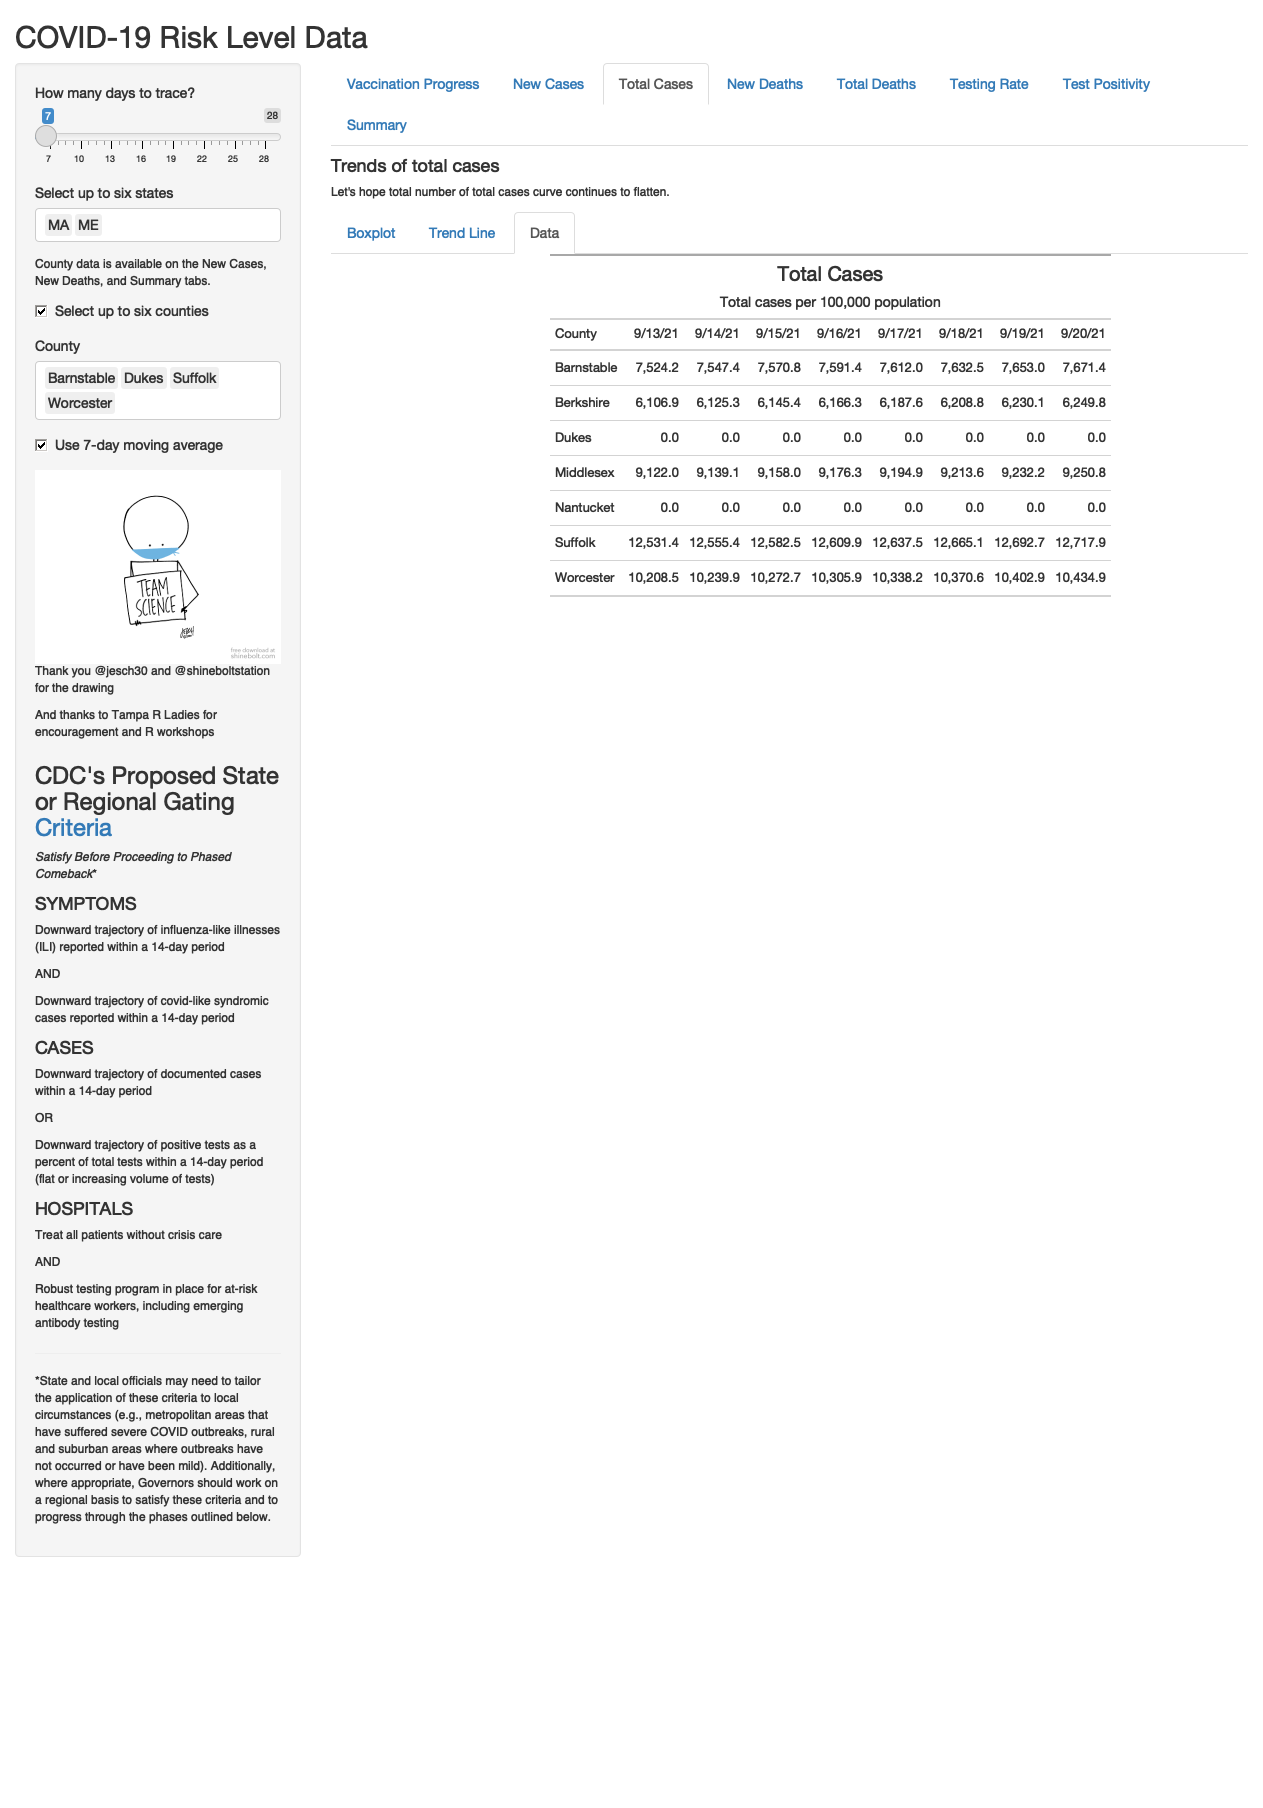 COVID-19 Risk Level Data
How many days to trace?
7 28
7 10 13 16 19 22 25 28
Select up to six states
MA ME
County data is available on the New Cases,
New Deaths, and Summary tabs.
Select up to six counties
County
Barnstable Dukes Suffolk
Worcester
Use 7-day moving average
TEAM
SCIENCE
free download at
shinebolt.com
Thank you @jesch30 and @shineboltstation
for the drawing
And thanks to Tampa R Ladies for
encouragement and R workshops
CDC's Proposed State
or Regional Gating
Criteria
Satisfy Before Proceeding to Phased
Comeback*
SYMPTOMS
Downward trajectory of influenza-like illnesses
(ILI) reported within a 14-day period
AND
Downward trajectory of covid-like syndromic
cases reported within a 14-day period
CASES
Downward trajectory of documented cases
within a 14-day period
OR
Downward trajectory of positive tests as a
percent of total tests within a 14-day period
(flat or increasing volume of tests)
HOSPITALS
Treat all patients without crisis care
AND
Robust testing program in place for at-risk
healthcare workers, including emerging
antibody testing
*State and local officials may need to tailor
the application of these criteria to local
circumstances (e.g., metropolitan areas that
have suffered severe COVID outbreaks, rural
and suburban areas where outbreaks have
not occurred or have been mild). Additionally,
where appropriate, Governors should work on
a regional basis to satisfy these criteria and to
progress through the phases outlined below.
Vaccination Progress New Cases Total Cases New Deaths Total Deaths Testing Rate Test Positivity
Summary
Trends of total cases
Let's hope total number of total cases curve continues to flatten.
Boxplot Trend Line Data
Total Cases
Total cases per 100,000 population
County 9/13/21 9/14/21 9/15/21 9/16/21 9/17/21 9/18/21 9/19/21 9/20/21
Barnstable 7,524.2 7,547.4 7,570.8 7,591.4 7,612.0 7,632.5 7,653.0 7,671.4
Berkshire 6,106.9 6,125.3 6,145.4 6,166.3 6,187.6 6,208.8 6,230.1 6,249.8
Dukes 0.0 0.0 0.0 0.0 0.0 0.0 0.0 0.0
Middlesex 9,122.0 9,139.1 9,158.0 9,176.3 9,194.9 9,213.6 9,232.2 9,250.8
Nantucket 0.0 0.0 0.0 0.0 0.0 0.0 0.0 0.0
Suffolk 12,531.4 12,555.4 12,582.5 12,609.9 12,637.5 12,665.1 12,692.7 12,717.9
Worcester 10,208.5 10,239.9 10,272.7 10,305.9 10,338.2 10,370.6 10,402.9 10,434.9